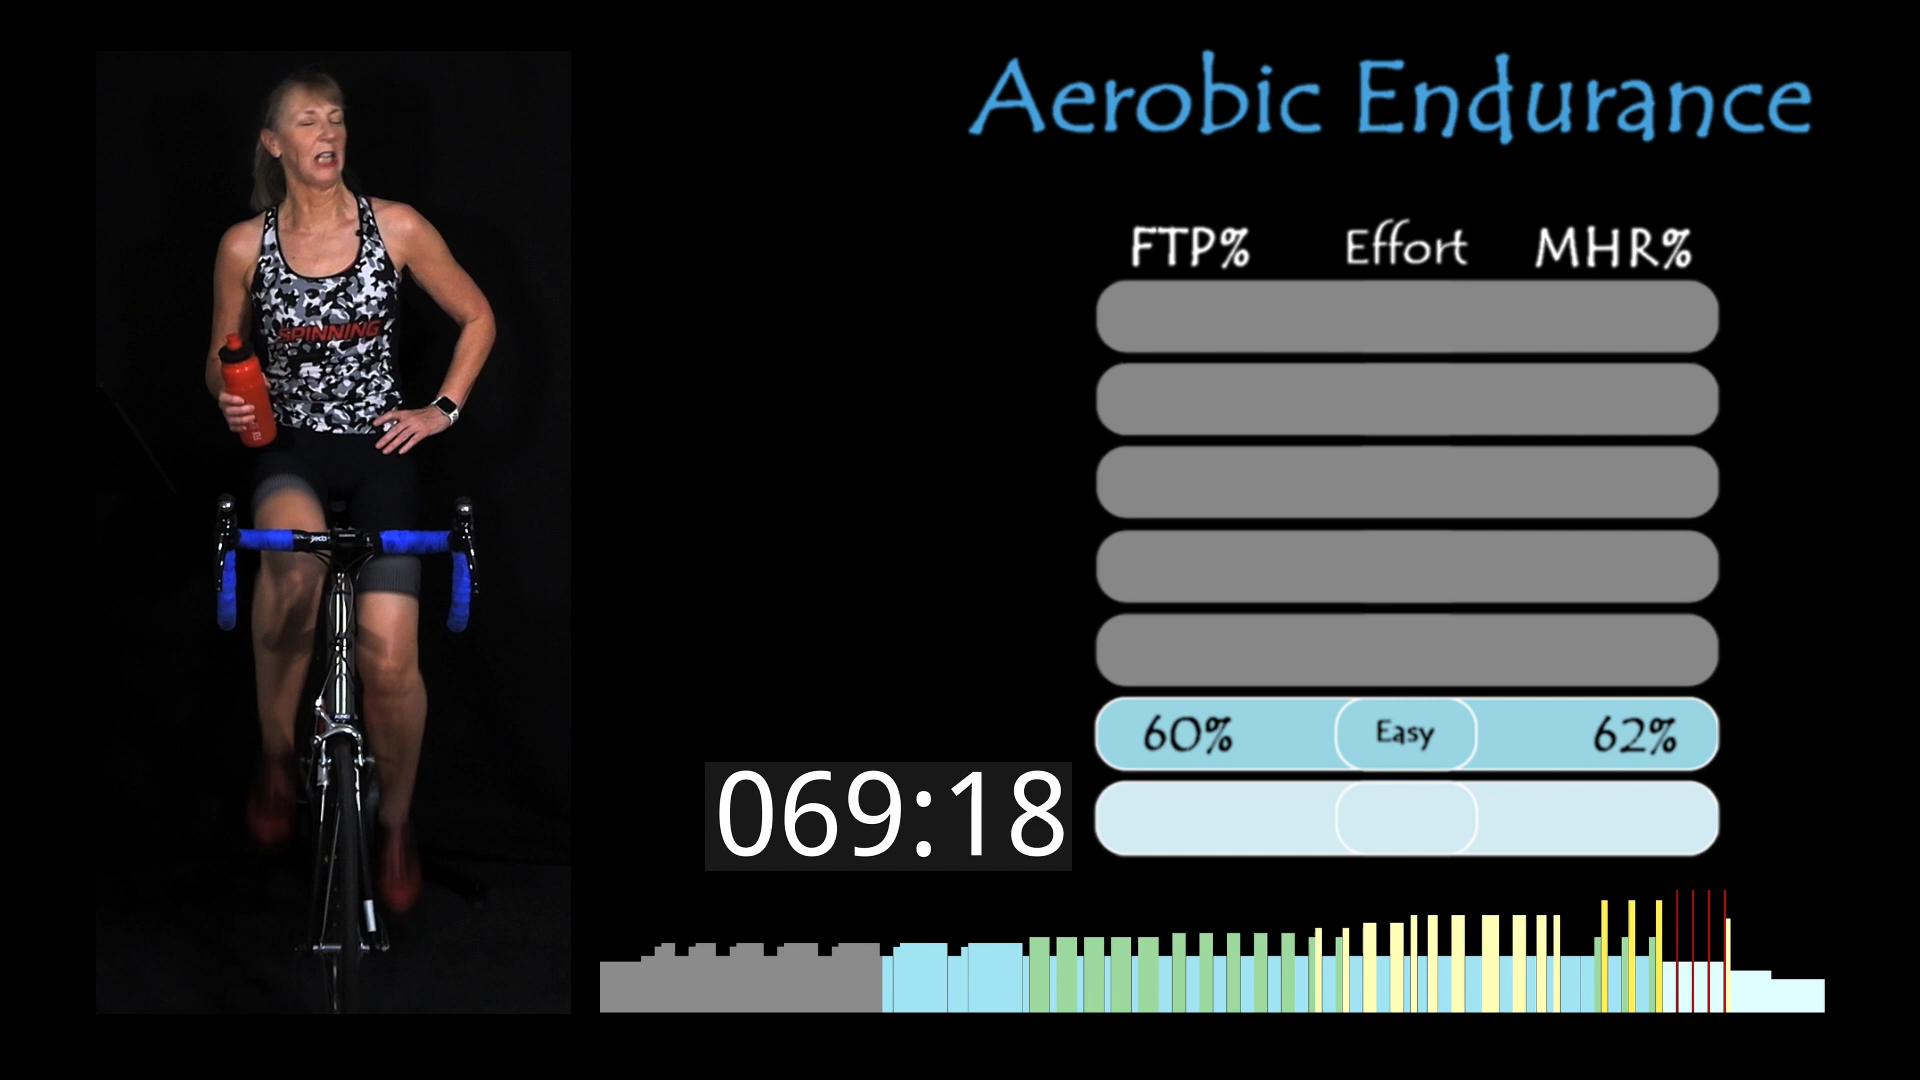 Aerobic Endurance
FTP% Effort MHR%
SPINNING
60% Easy 62%
069:18